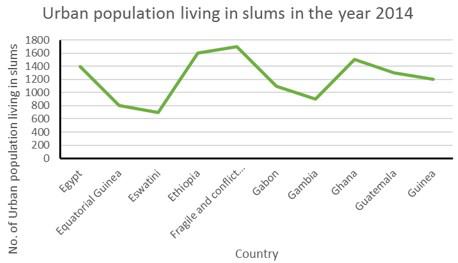 Urban population living in slums in the year 2014
No. of Urban population living in slums
1800
1600
1400
1200
1000
800
600
400
200
0
Egypt
Equatorial Guinea
Eswatini
Ethiopia
Fragile and conflict...
Gabon
Gambia
Ghana
Guatemala
Guinea
Country